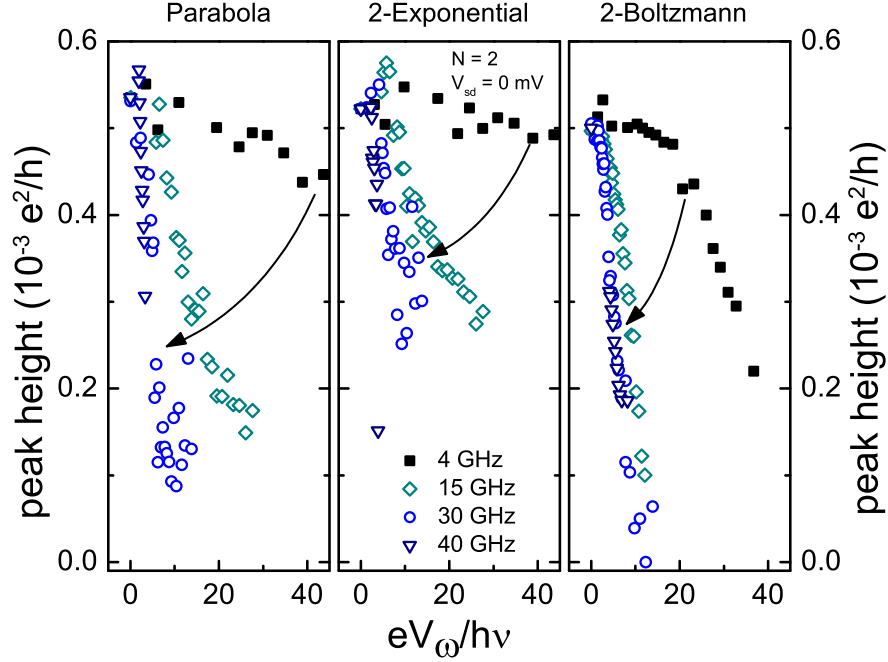 Parabola
2-Exponential
2-Boltzmann
0.6
0.4
0.2
0.0
peak height (10⁻³ e²/h)
N = 2
V_sd = 0 mV
4 GHz
15 GHz
30 GHz
40 GHz
0.6
0.4
0.2
0.0
peak height (10⁻³ e²/h)
0 20 40
0 20 40
0 20 40
eV_ω/hν